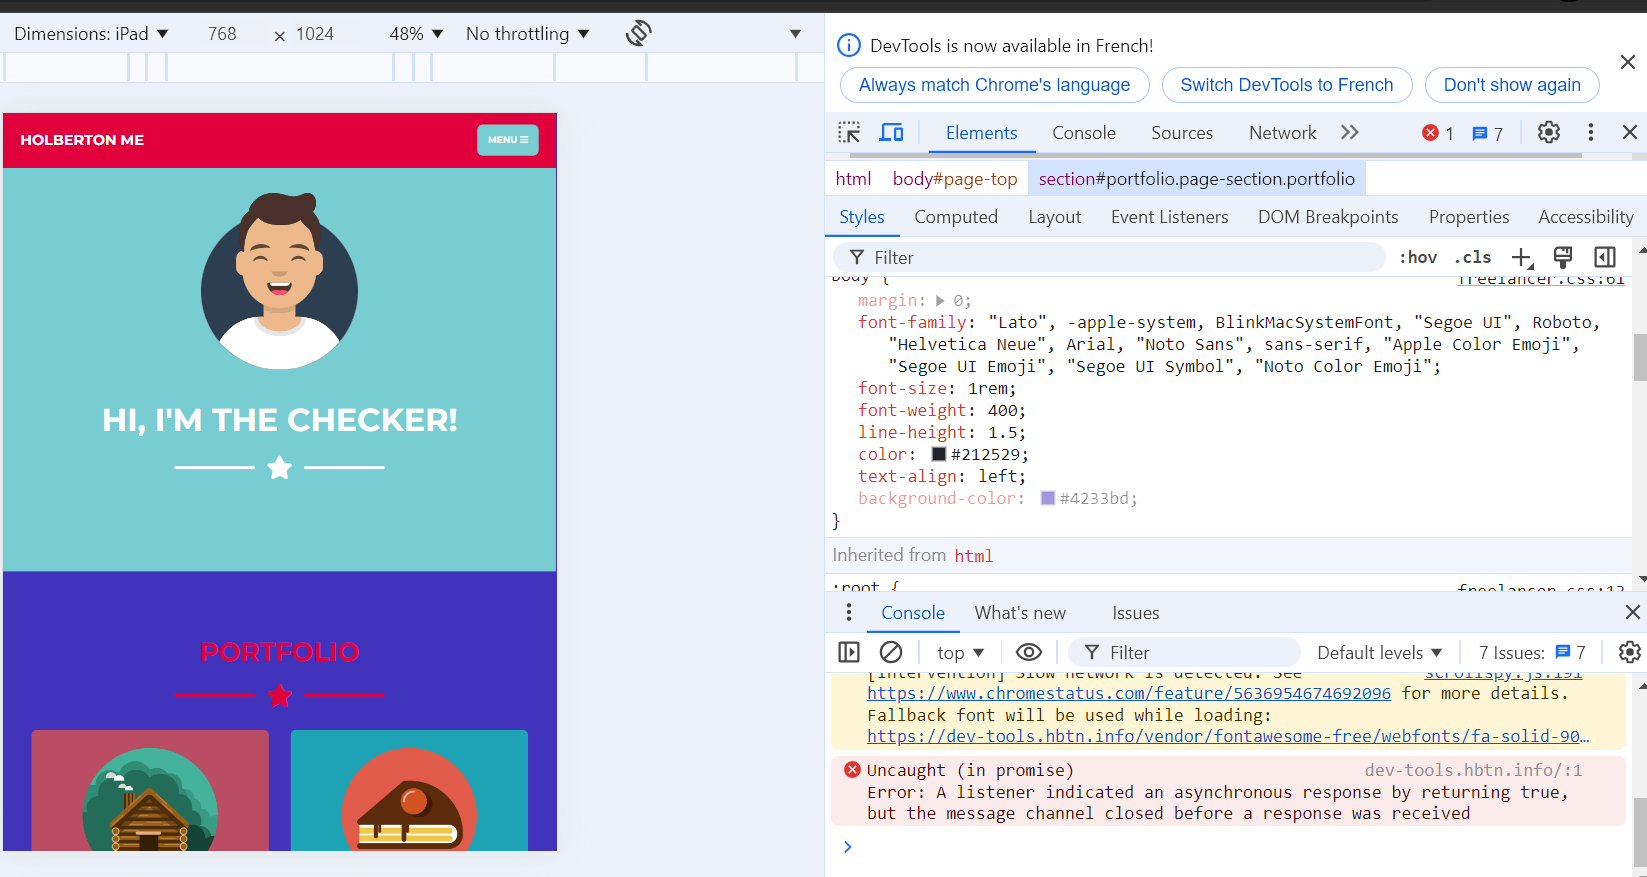 Dimensions: iPad ▼ 768 × 1024 48% ▼ No throttling ▼
HOLBERTON ME
MENU
HI, I'M THE CHECKER!
PORTFOLIO
DevTools is now available in French!
Always match Chrome's language
Switch DevTools to French
Don't show again
Elements Console Sources Network 1 7
html body#page-top section#portfolio.page-section.portfolio
Styles Computed Layout Event Listeners DOM Breakpoints Properties Accessibility
Filter :hov .cls
body { freelancer.css:61
margin: 0;
font-family: "Lato", -apple-system, BlinkMacSystemFont, "Segoe UI", Roboto,
"Helvetica Neue", Arial, "Noto Sans", sans-serif, "Apple Color Emoji",
"Segoe UI Emoji", "Segoe UI Symbol", "Noto Color Emoji";
font-size: 1rem;
font-weight: 400;
line-height: 1.5;
color: #212529;
text-align: left;
background-color: #4233bd;
}
Inherited from html
:root { freelancer.css:12
Console What's new Issues
top ▼ Filter Default levels ▼ 7 Issues: 7
[Intervention] Slow network is detected. See scrollspy.js:191
https://www.chromestatus.com/feature/5636954674692096 for more details.
Fallback font will be used while loading:
https://dev-tools.hbtn.info/vendor/fontawesome-free/webfonts/fa-solid-90…
Uncaught (in promise) dev-tools.hbtn.info/:1
Error: A listener indicated an asynchronous response by returning true,
but the message channel closed before a response was received